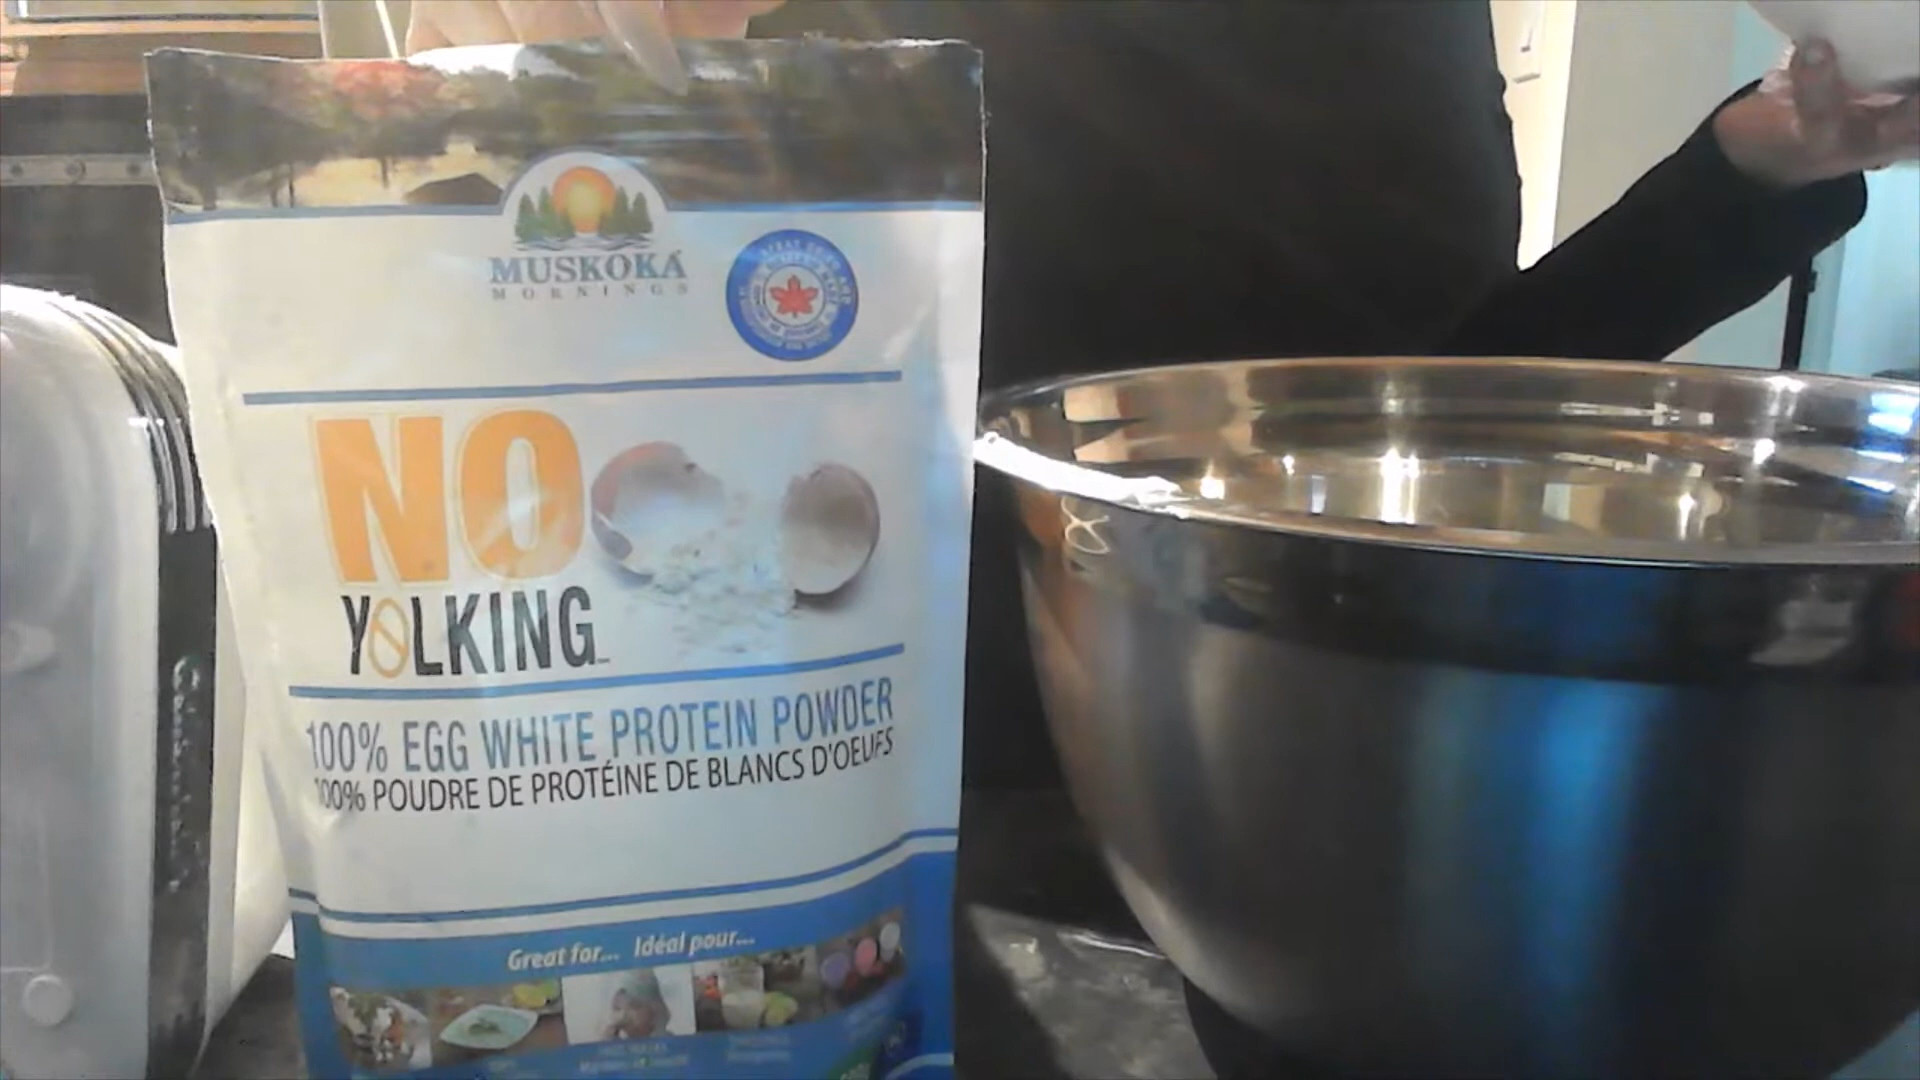 MUSKOKA
MORNINGS
NO
YOLKING
100% EGG WHITE PROTEIN POWDER
100% POUDRE DE PROTÉINE DE BLANCS D'OEUFS
Great for... Idéal pour...